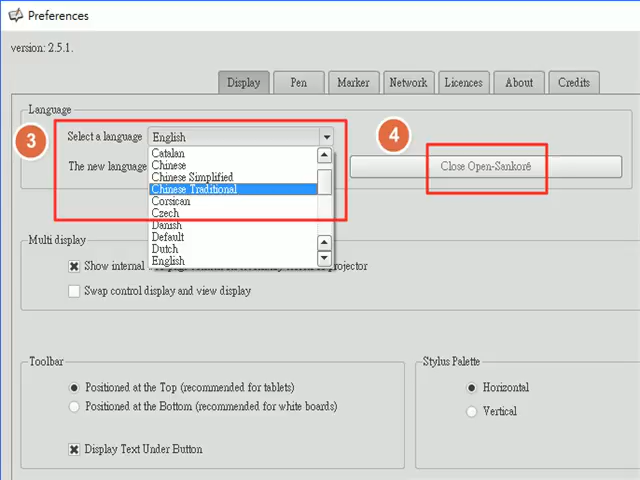 Preferences
version: 2.5.1.
Display Pen Marker Network Licences About Credits
Language
3
4
Select a language English
The new language
Close Open-Sankoré
Catalan
Chinese
Chinese Simplified
Chinese Traditional
Corsican
Czech
Danish
Default
Dutch
English
Multi display
Show internal
projector
Swap control display and view display
Toolbar
Positioned at the Top (recommended for tablets)
Positioned at the Bottom (recommended for white boards)
Display Text Under Button
Stylus Palette
Horizontal
Vertical